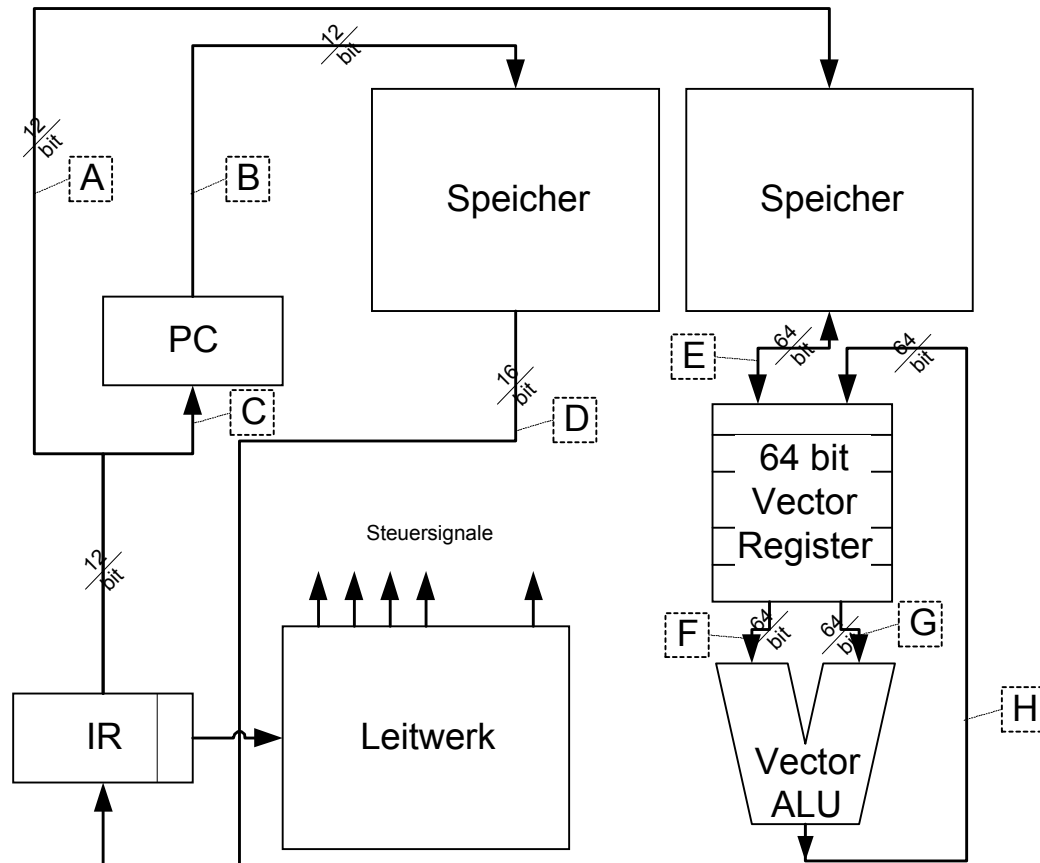 12
bit
12
bit
A
B
Speicher
Speicher
PC
C
16
bit
D
E
64
bit
64
bit
64 bit
Vector
Register
Steuersignale
12
bit
F
64
bit
64
bit
G
IR
Leitwerk
H
Vector
ALU